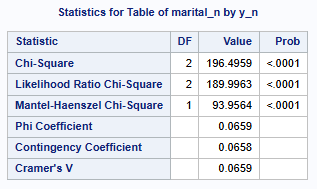 Statistics for Table of marital_n by y_n
Statistic DF Value Prob
Chi-Square 2 196.4959 <.0001
Likelihood Ratio Chi-Square 2 189.9963 <.0001
Mantel-Haenszel Chi-Square 1 93.9564 <.0001
Phi Coefficient 0.0659
Contingency Coefficient 0.0658
Cramer's V 0.0659